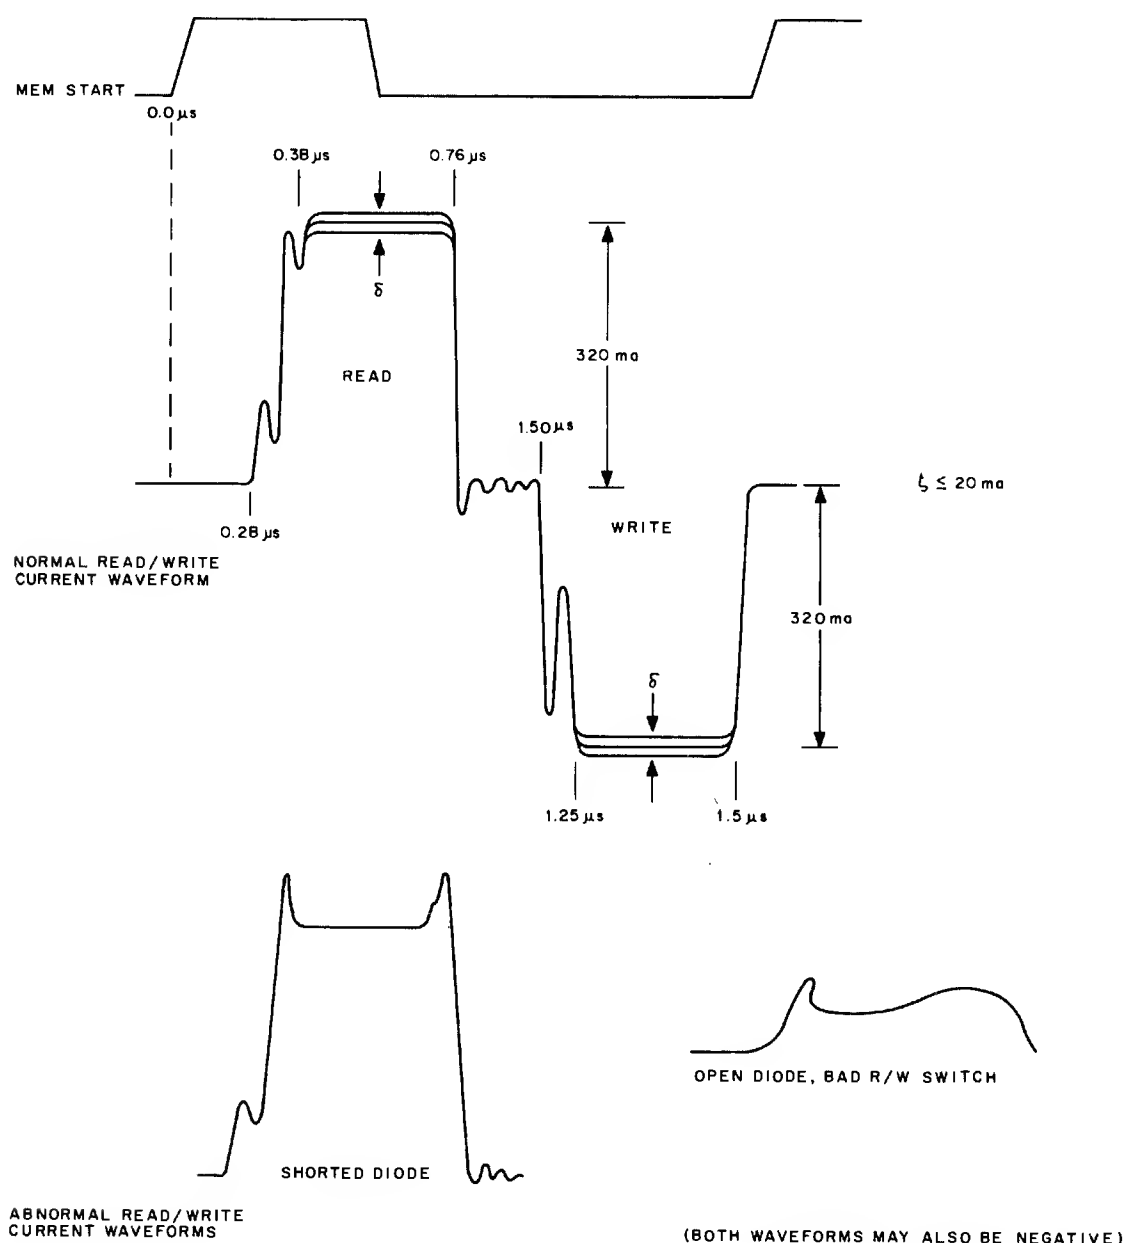 MEM START
0.0 μs
0.38 μs
0.76 μs
δ
320 ma
READ
1.50 μs
ζ ≤ 20 ma
WRITE
0.28 μs
NORMAL READ/WRITE
CURRENT WAVEFORM
320 ma
δ
1.25 μs
1.5 μs
OPEN DIODE, BAD R/W SWITCH
SHORTED DIODE
ABNORMAL READ/WRITE
CURRENT WAVEFORMS
(BOTH WAVEFORMS MAY ALSO BE NEGATIVE)